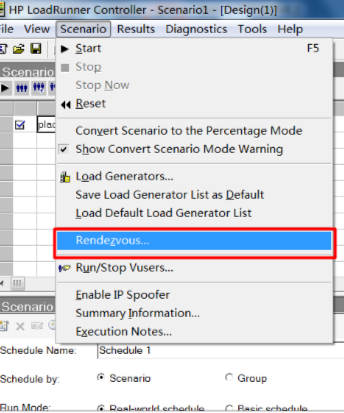 HP LoadRunner Controller - Scenario1 - [Design(1)]
File View Scenario Results Diagnostics Tools Help
Start F5
Stop
Stop Now
Reset
Convert Scenario to the Percentage Mode
Show Convert Scenario Mode Warning
Load Generators...
Save Load Generator List as Default
Load Default Load Generator List
Rendezvous...
Run/Stop Vusers...
Enable IP Spoofer
Summary Information...
Execution Notes...
Scenario
Schedule Name: Schedule 1
Schedule by: Scenario Group
Run Mode: Real-world schedule Basic schedule